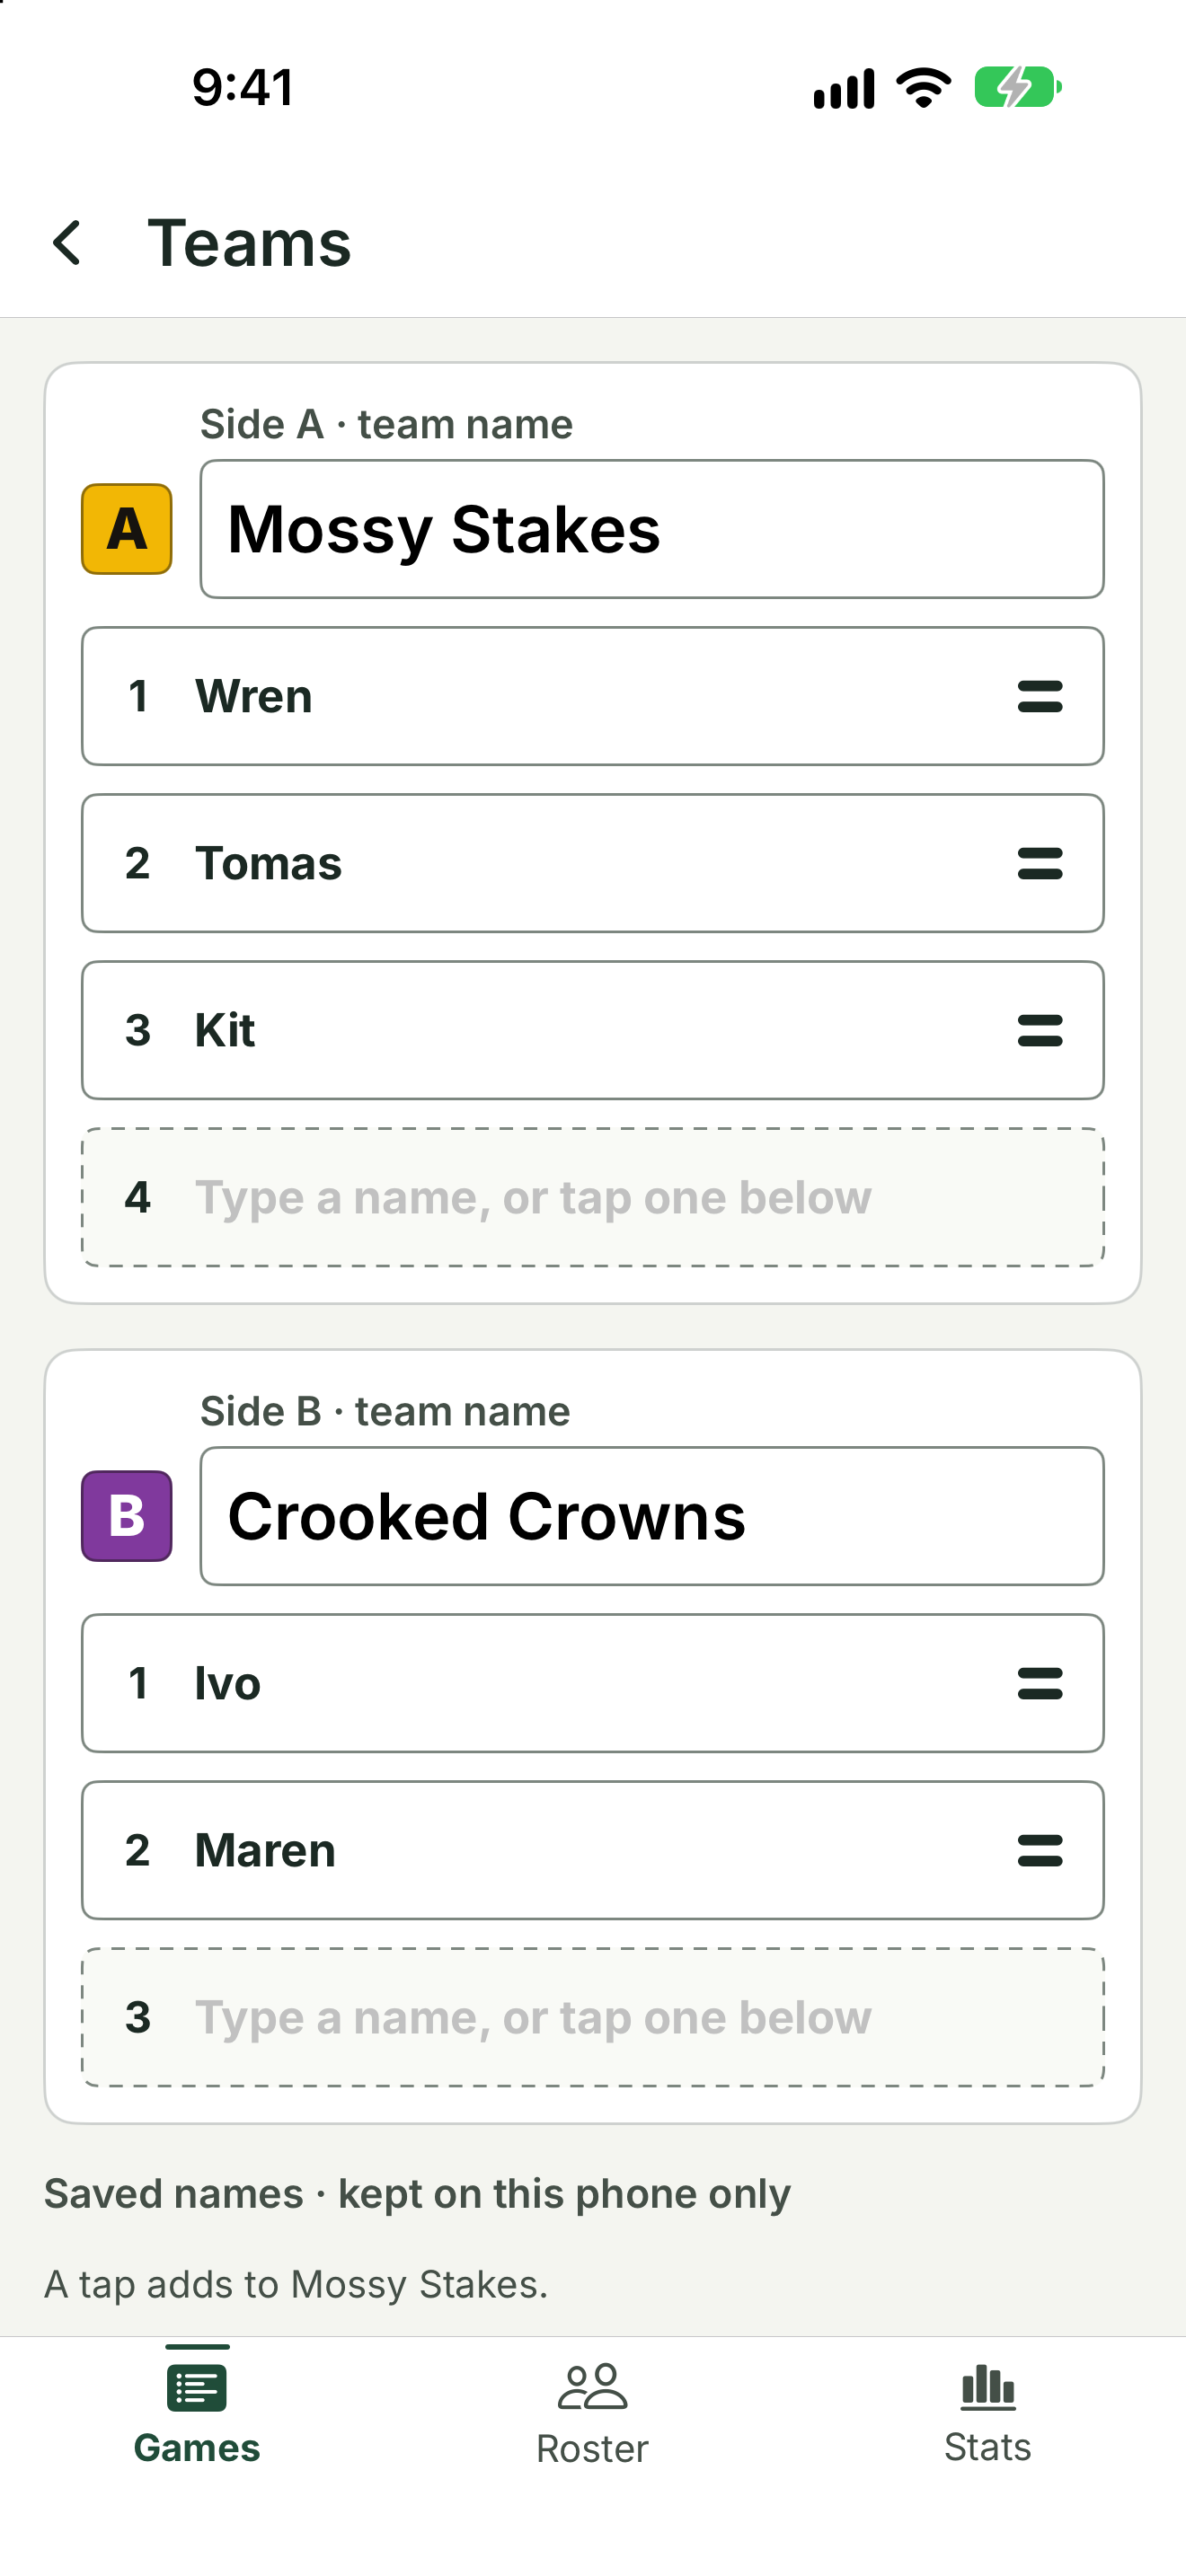 9:41
Teams
Side A · team name
A
Mossy Stakes
1 Wren
2 Tomas
3 Kit
4 Type a name, or tap one below
Side B · team name
B
Crooked Crowns
1 Ivo
2 Maren
3 Type a name, or tap one below
Saved names · kept on this phone only
A tap adds to Mossy Stakes.
Games Roster Stats